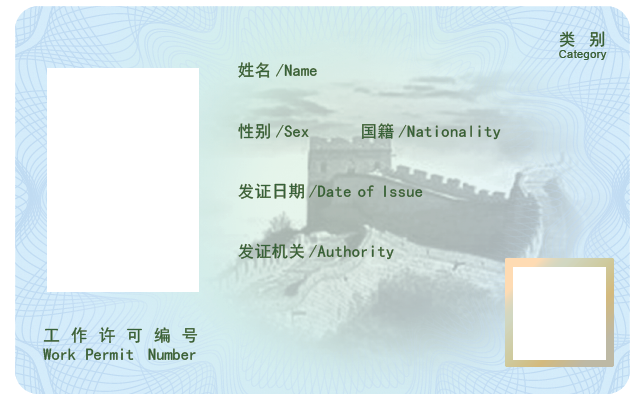 类 别
Category
姓名 /Name
性别 /Sex 国籍 /Nationality
发证日期 /Date of Issue
发证机关 /Authority
工 作 许 可 编 号
Work Permit Number